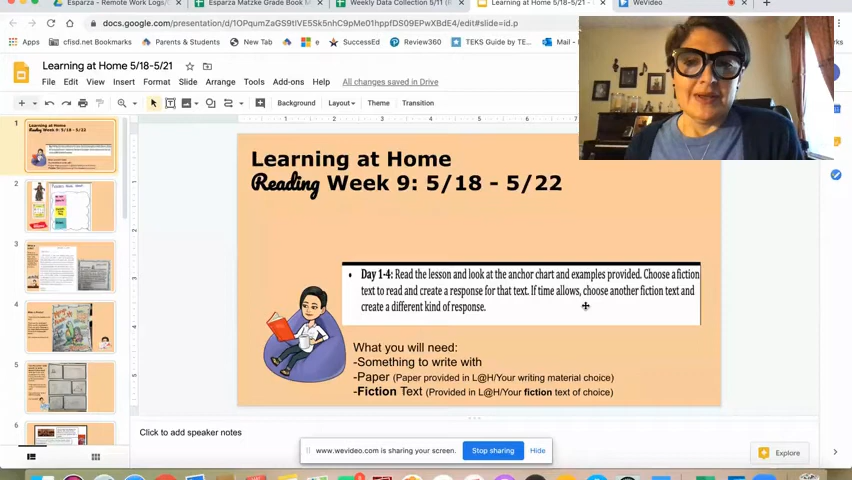 Esparza - Remote Work Logs/
Esparza Matzke Grade Book M
Weekly Data Collection 5/11 (
Learning at Home 5/18-5/21 -
WeVideo
docs.google.com/presentation/d/1OPqumZaGS9tIVE5Sk5nhC9pMe01hppfDS09EPwXBdE4/edit#slide=id.p
Apps
cfisd.net Bookmarks
Parents & Students
New Tab
SuccessEd
Review360
TEKS Guide by TE...
Mail -
Learning at Home 5/18-5/21
File Edit View Insert Format Slide Arrange Tools Add-ons Help All changes saved in Drive
Background Layout Theme Transition
1
2
3
4
5
6
Learning at Home
Reading Week 9: 5/18 - 5/22
• Day 1-4: Read the lesson and look at the anchor chart and examples provided. Choose a fiction
text to read and create a response for that text. If time allows, choose another fiction text and
create a different kind of response.
What you will need:
-Something to write with
-Paper (Paper provided in L@H/Your writing material choice)
-Fiction Text (Provided in L@H/Your fiction text of choice)
Click to add speaker notes
www.wevideo.com is sharing your screen. Stop sharing Hide
Explore